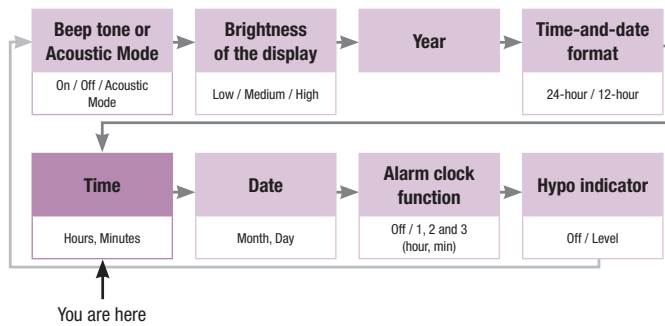 Beep tone or
Acoustic Mode
On / Off / Acoustic
Mode
Brightness
of the display
Low / Medium / High
Year
Time-and-date
format
24-hour / 12-hour
Time
Hours, Minutes
Date
Month, Day
Alarm clock
function
Off / 1, 2 and 3
(hour, min)
Hypo indicator
Off / Level
You are here